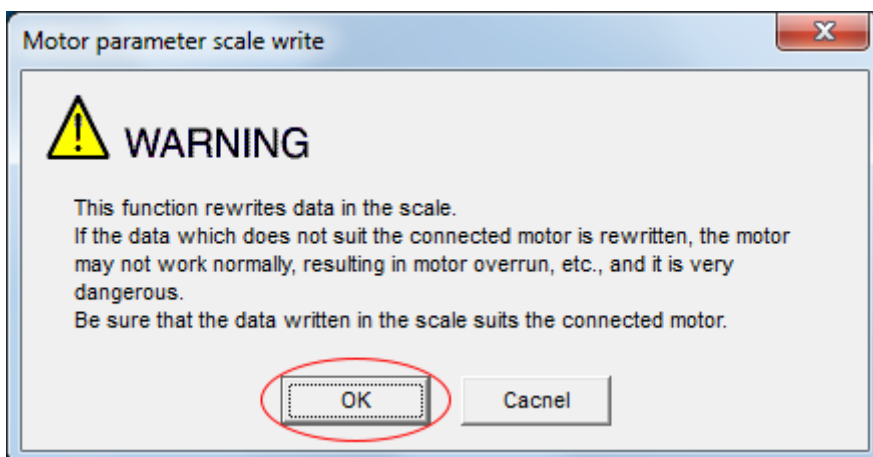 Motor parameter scale write
WARNING
This function rewrites data in the scale.
If the data which does not suit the connected motor is rewritten, the motor
may not work normally, resulting in motor overrun, etc., and it is very
dangerous.
Be sure that the data written in the scale suits the connected motor.
OK
Cacnel